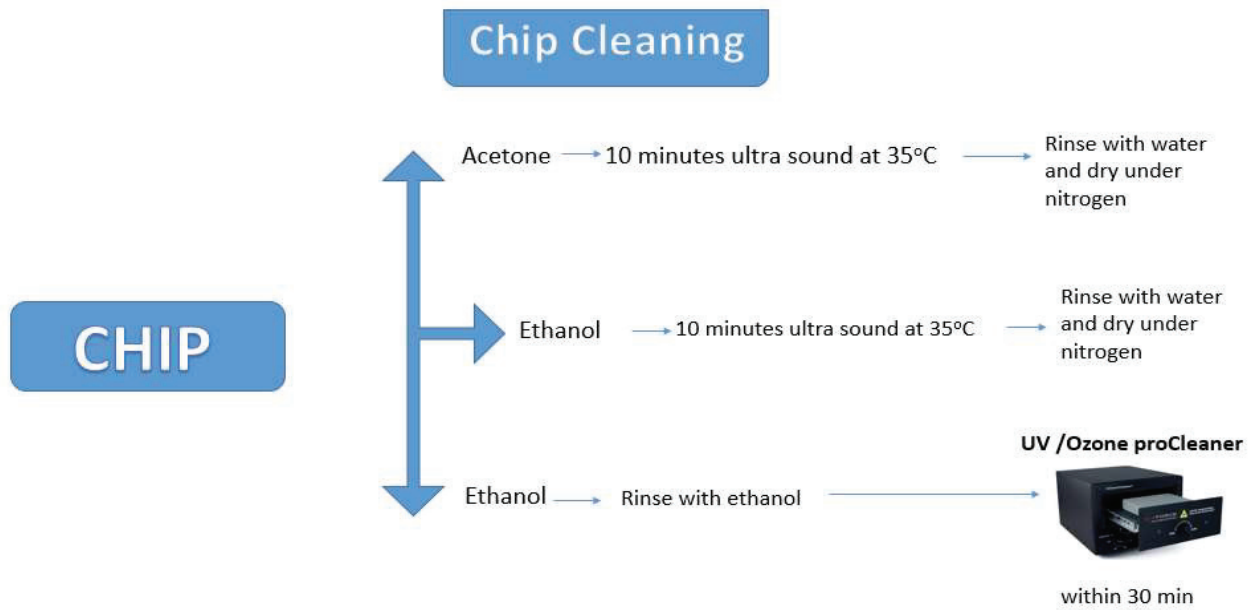 Chip Cleaning
Acetone
10 minutes ultra sound at 35°C
Rinse with water
and dry under
nitrogen
CHIP
Ethanol
10 minutes ultra sound at 35°C
Rinse with water
and dry under
nitrogen
Ethanol
Rinse with ethanol
UV /Ozone proCleaner
within 30 min